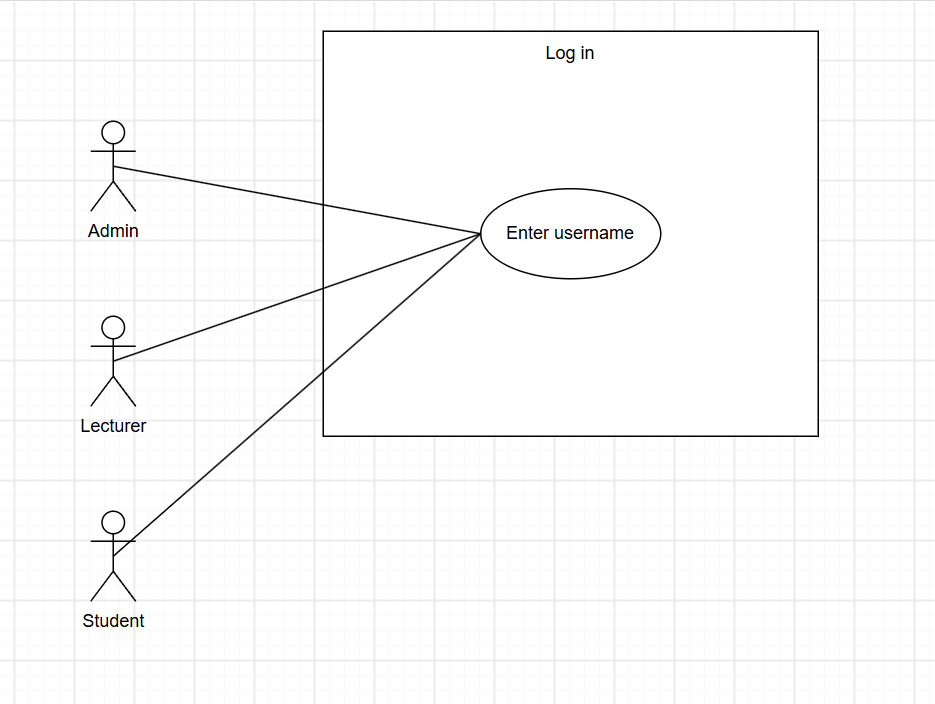 Log in
Admin
Enter username
Lecturer
Student